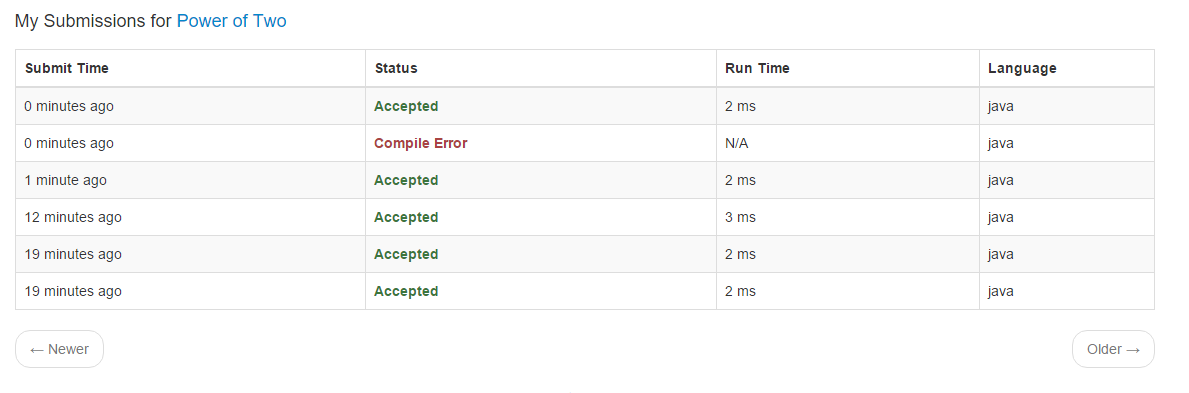 My Submissions for Power of Two
Submit Time Status Run Time Language
0 minutes ago Accepted 2 ms java
0 minutes ago Compile Error N/A java
1 minute ago Accepted 2 ms java
12 minutes ago Accepted 3 ms java
19 minutes ago Accepted 2 ms java
19 minutes ago Accepted 2 ms java
← Newer Older →